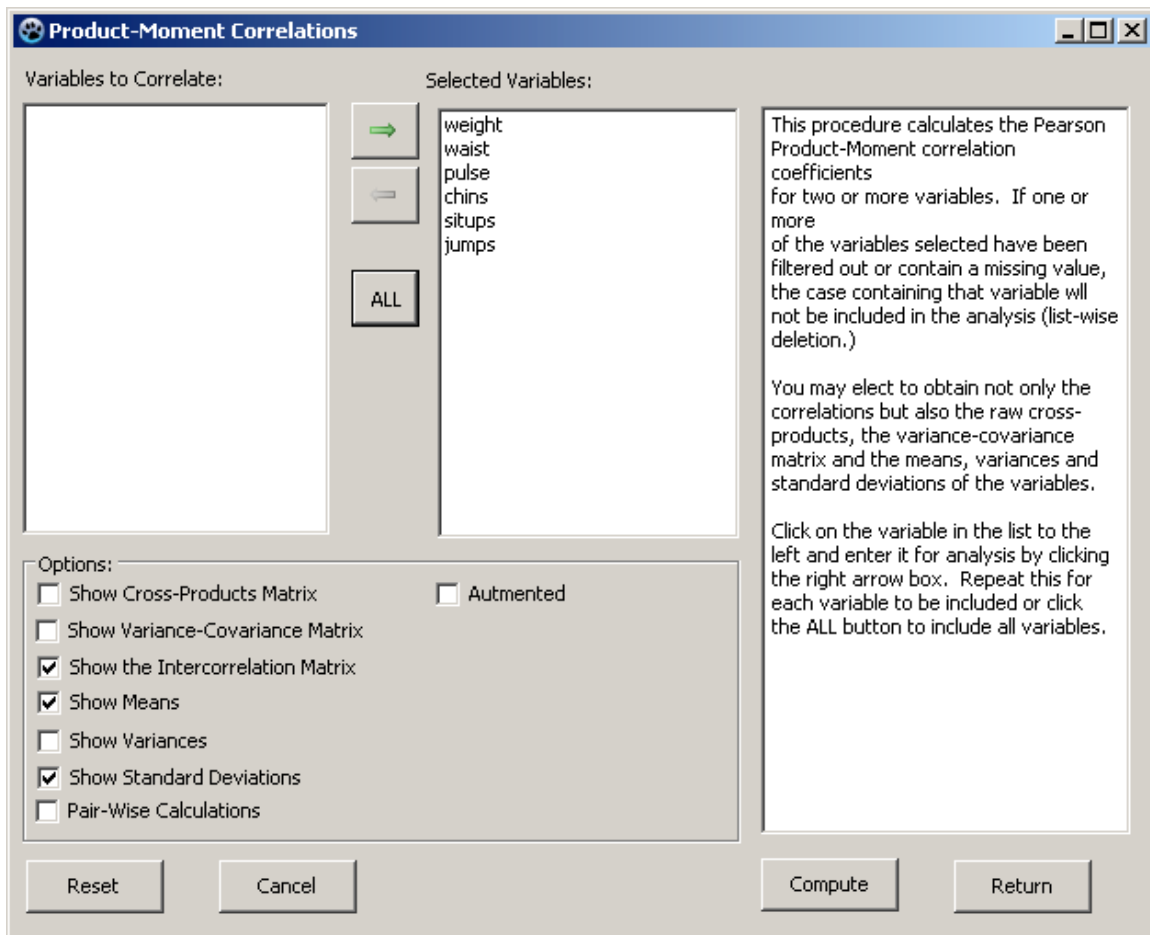 Product-Moment Correlations
Variables to Correlate:
Selected Variables:
ALL
weight
waist
pulse
chins
situps
jumps
This procedure calculates the Pearson
Product-Moment correlation
coefficients
for two or more variables. If one or
more
of the variables selected have been
filtered out or contain a missing value,
the case containing that variable wll
not be included in the analysis (list-wise
deletion.)
You may elect to obtain not only the
correlations but also the raw cross-
products, the variance-covariance
matrix and the means, variances and
standard deviations of the variables.
Click on the variable in the list to the
left and enter it for analysis by clicking
the right arrow box. Repeat this for
each variable to be included or click
the ALL button to include all variables.
Options:
Show Cross-Products Matrix
Autmented
Show Variance-Covariance Matrix
Show the Intercorrelation Matrix
Show Means
Show Variances
Show Standard Deviations
Pair-Wise Calculations
Reset
Cancel
Compute
Return